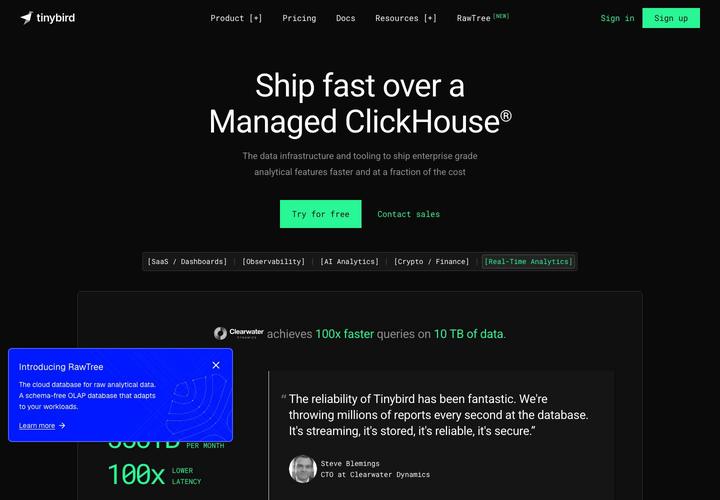 tinybird
Product [+]
Pricing
Docs
Resources [+]
RawTree [NEW]
Sign in
Sign up
Ship fast over a
Managed ClickHouse®
The data infrastructure and tooling to ship enterprise grade
analytical features faster and at a fraction of the cost
Try for free
Contact sales
[SaaS / Dashboards] | [Observability] | [AI Analytics] | [Crypto / Finance] | [Real-Time Analytics]
Clearwater DYNAMICS achieves 100x faster queries on 10 TB of data.
Introducing RawTree
The cloud database for raw analytical data.
A schema-free OLAP database that adapts
to your workloads.
Learn more →
PER MONTH
100x LOWER
LATENCY
“The reliability of Tinybird has been fantastic. We're
throwing millions of reports every second at the database.
It's streaming, it's stored, it's reliable, it's secure.”
Steve Blemings
CTO at Clearwater Dynamics